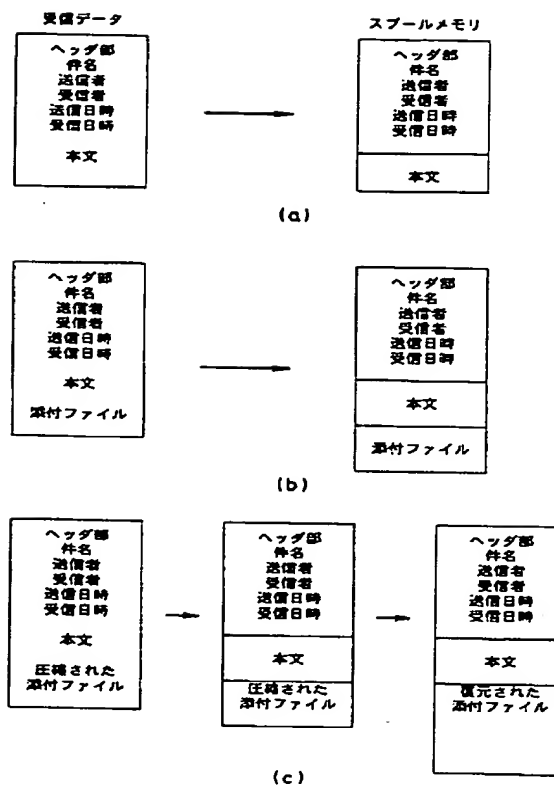 受信データ
ヘッダ部
件名
送信者
受信者
送信日時
受信日時
本文
スプールメモリ
ヘッダ部
件名
送信者
受信者
送信日時
受信日時
本文
(a)
ヘッダ部
件名
送信者
受信者
送信日時
受信日時
本文
添付ファイル
ヘッダ部
件名
送信者
受信者
送信日時
受信日時
本文
添付ファイル
(b)
ヘッダ部
件名
送信者
受信者
送信日時
受信日時
本文
圧縮された
添付ファイル
ヘッダ部
件名
送信者
受信者
送信日時
受信日時
本文
圧縮された
添付ファイル
ヘッダ部
件名
送信者
受信者
送信日時
受信日時
本文
復元された
添付ファイル
(c)